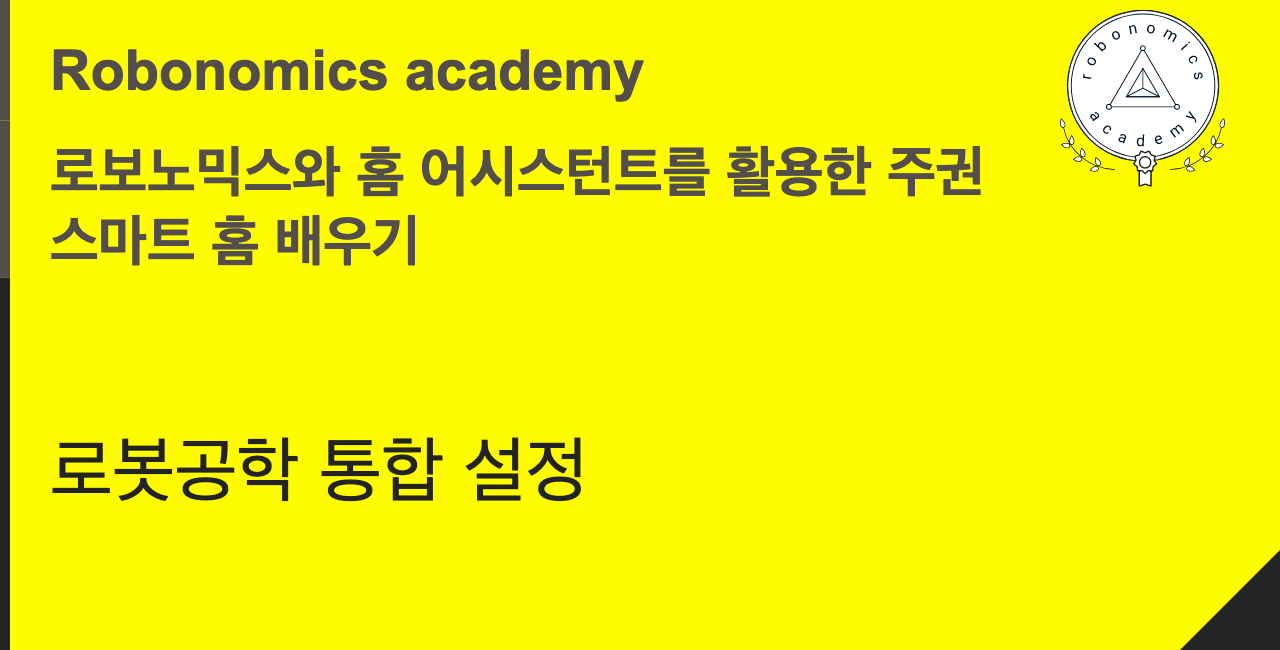 Robonomics academy
로보노믹스와 홈 어시스턴트를 활용한 주권
스마트 홈 배우기
로봇공학 통합 설정
robonomics
academy